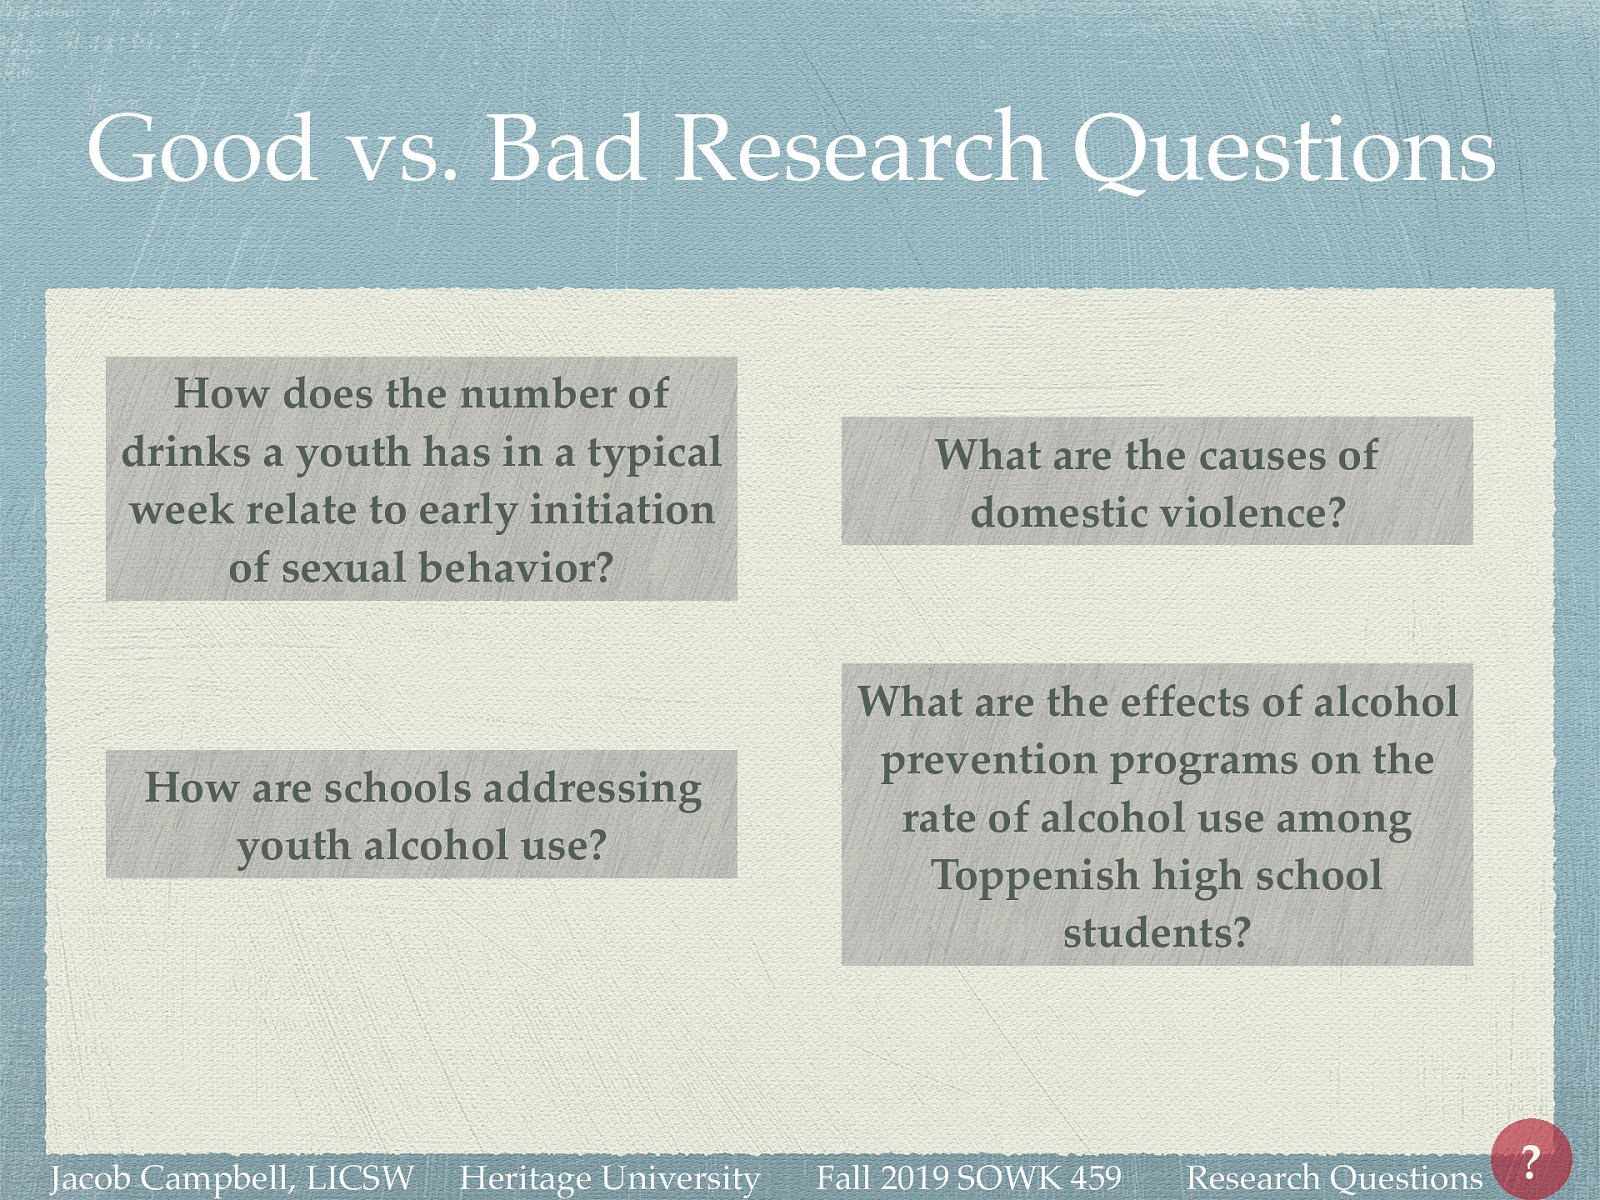 Good vs. Bad Research Questions
How does the number of
drinks a youth has in a typical
week relate to early initiation
of sexual behavior?
What are the causes of
domestic violence?
How are schools addressing
youth alcohol use?
What are the effects of alcohol
prevention programs on the
rate of alcohol use among
Toppenish high school
students?
Jacob Campbell, LICSW Heritage University Fall 2019 SOWK 459 Research Questions ?